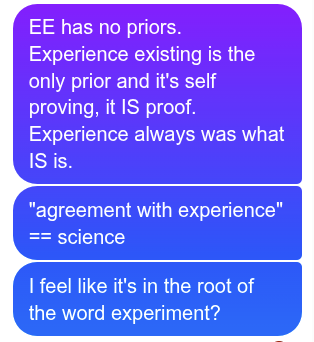 EE has no priors.
Experience existing is the
only prior and it's self
proving, it IS proof.
Experience always was what
IS is.
"agreement with experience"
== science
I feel like it's in the root of
the word experiment?